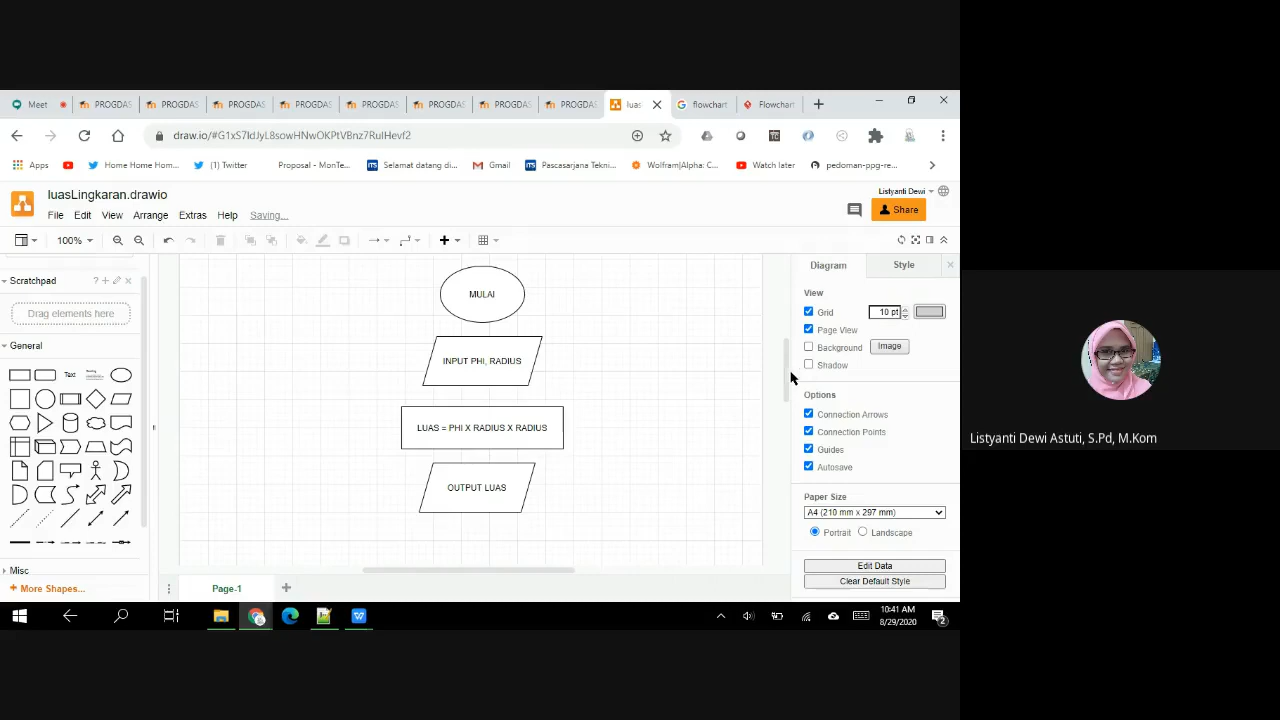 Meet PROGDAS PROGDAS PROGDAS PROGDAS PROGDAS PROGDAS PROGDAS PROGDAS luas flowchart Flowchart
draw.io/#G1xS7IdJyL8sowHNwOKPtVBnz7RulHevf2
Apps Home Home Hom... (1) Twitter Proposal - MonTe... Selamat datang di... Gmail Pascasarjana Tekni... Wolfram|Alpha: C... Watch later pedoman-ppg-re...
luasLingkaran.drawio
Listyanti Dewi
File Edit View Arrange Extras Help Saving...
Share
100%
Scratchpad
Drag elements here
General
Text
Misc
+ More Shapes...
MULAI
INPUT PHI, RADIUS
LUAS = PHI X RADIUS X RADIUS
OUTPUT LUAS
Page-1
Diagram Style
View
Grid 10 pt
Page View
Background Image
Shadow
Options
Connection Arrows
Connection Points
Guides
Autosave
Paper Size
A4 (210 mm x 297 mm)
Portrait Landscape
Edit Data
Clear Default Style
10:41 AM
8/29/2020
2
Listyanti Dewi Astuti, S.Pd, M.Kom